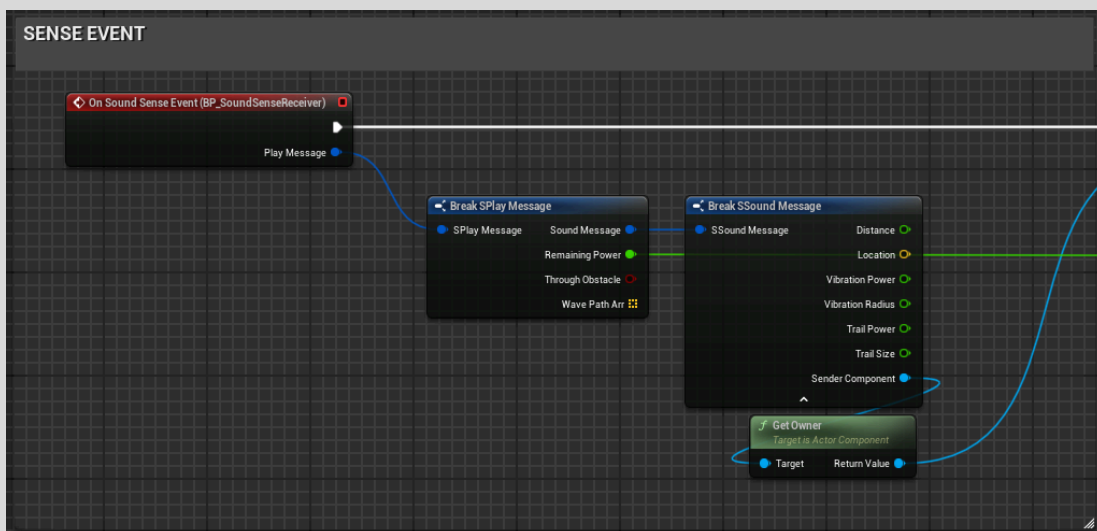 SENSE EVENT
On Sound Sense Event (BP_SoundSenseReceiver)
Play Message
Break SPlay Message
SPlay Message
Sound Message
Remaining Power
Through Obstacle
Wave Path Arr
Break SSound Message
SSound Message
Distance
Location
Vibration Power
Vibration Radius
Trail Power
Trail Size
Sender Component
f Get Owner
Target is Actor Component
Target
Return Value